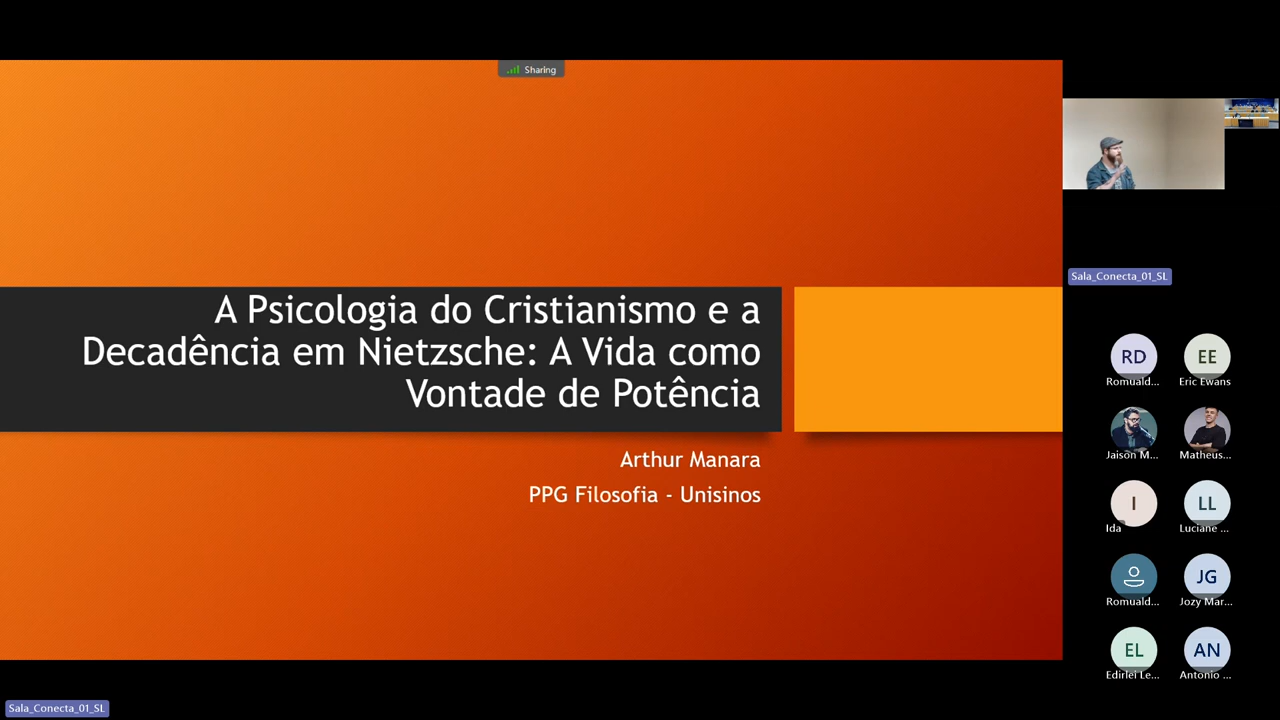 Sharing
A Psicologia do Cristianismo e a
Decadência em Nietzsche: A Vida como
Vontade de Potência
Arthur Manara
PPG Filosofia - Unisinos
Sala_Conecta_01_SL
RD
Romuald...
EE
Eric Ewans
Jaison M...
Matheus...
I
Ida
LL
Luciane ...
Romuald...
JG
Jozy Mar...
EL
Edirlei Le...
AN
Antonio ...
Sala_Conecta_01_SL